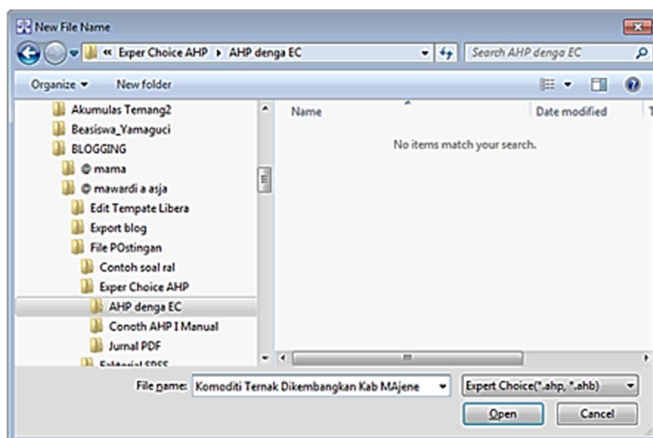 New File Name
« Exper Choice AHP ▸ AHP denga EC
Search AHP denga EC
Organize
New folder
Akumulas Temang2
Beasiswa_Yamaguci
BLOGGING
@ mama
@ mawardi a asja
Edit Tempate Libera
Export blog
File POstingan
Contoh soal ral
Exper Choice AHP
AHP denga EC
Conoth AHP I Manual
Jurnal PDF
Name
Date modified
No items match your search.
File name:
Komoditi Ternak Dikembangkan Kab MAjene
Expert Choice(*.ahp, *.ahb)
Open
Cancel